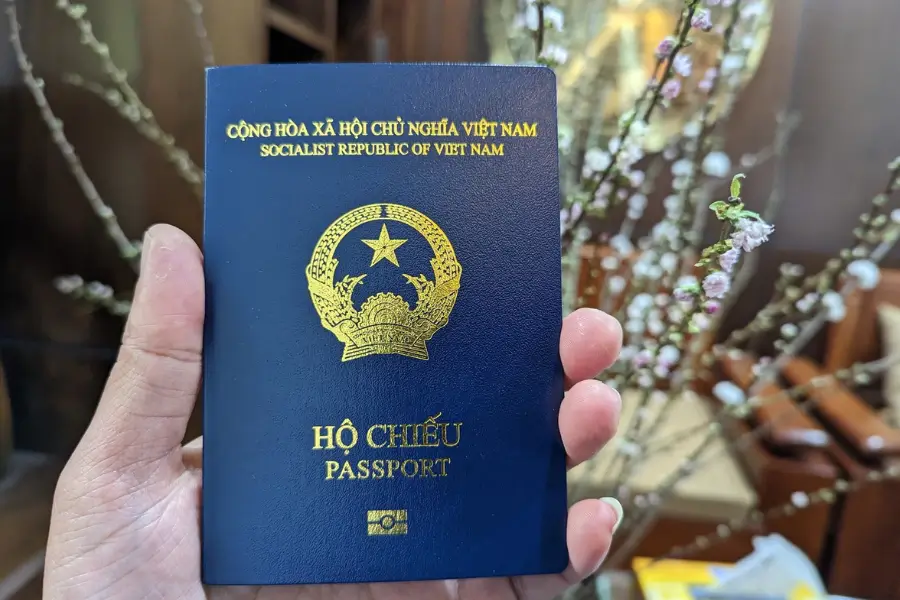 CỘNG HÒA XÃ HỘI CHỦ NGHĨA VIỆT NAM
SOCIALIST REPUBLIC OF VIET NAM
HỘ CHIẾU
PASSPORT